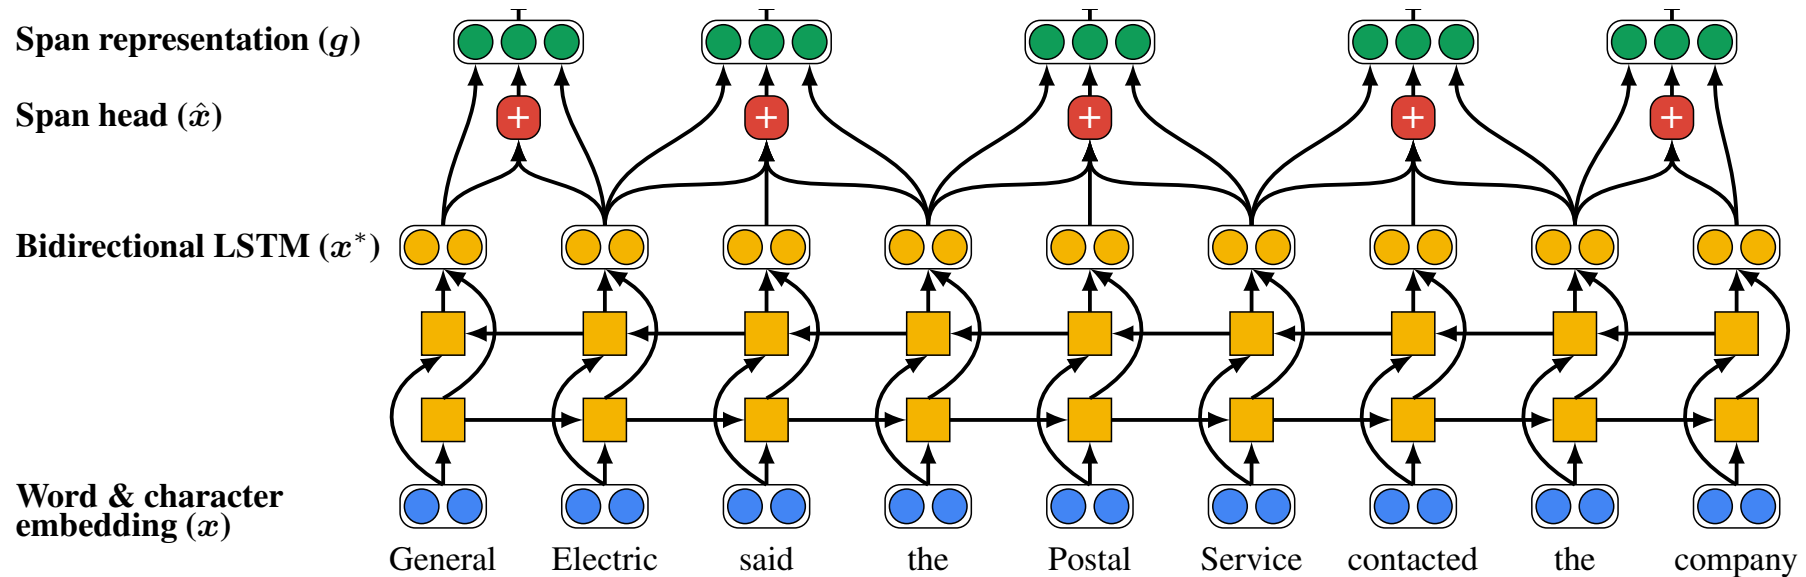 Span representation (g)
Span head (x̂)
+ + + + +
Bidirectional LSTM (x*)
Word & character
embedding (x)
General Electric said the Postal Service contacted the company